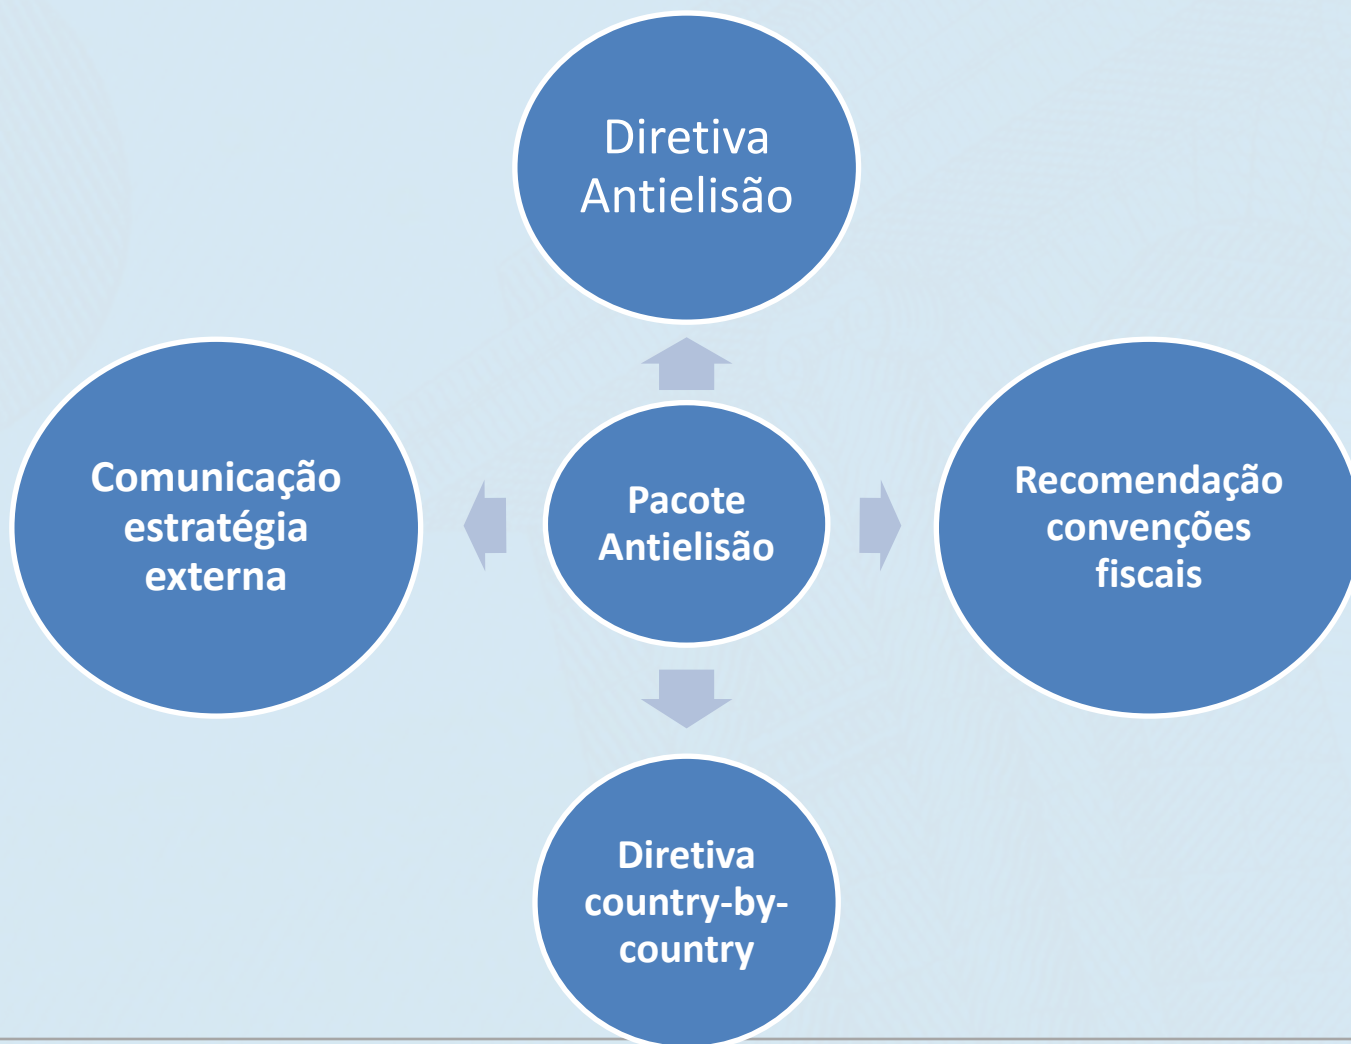 Diretiva
Antielisão
Comunicação
estratégia
externa
Pacote
Antielisão
Recomendação
convenções
fiscais
Diretiva
country-by-
country